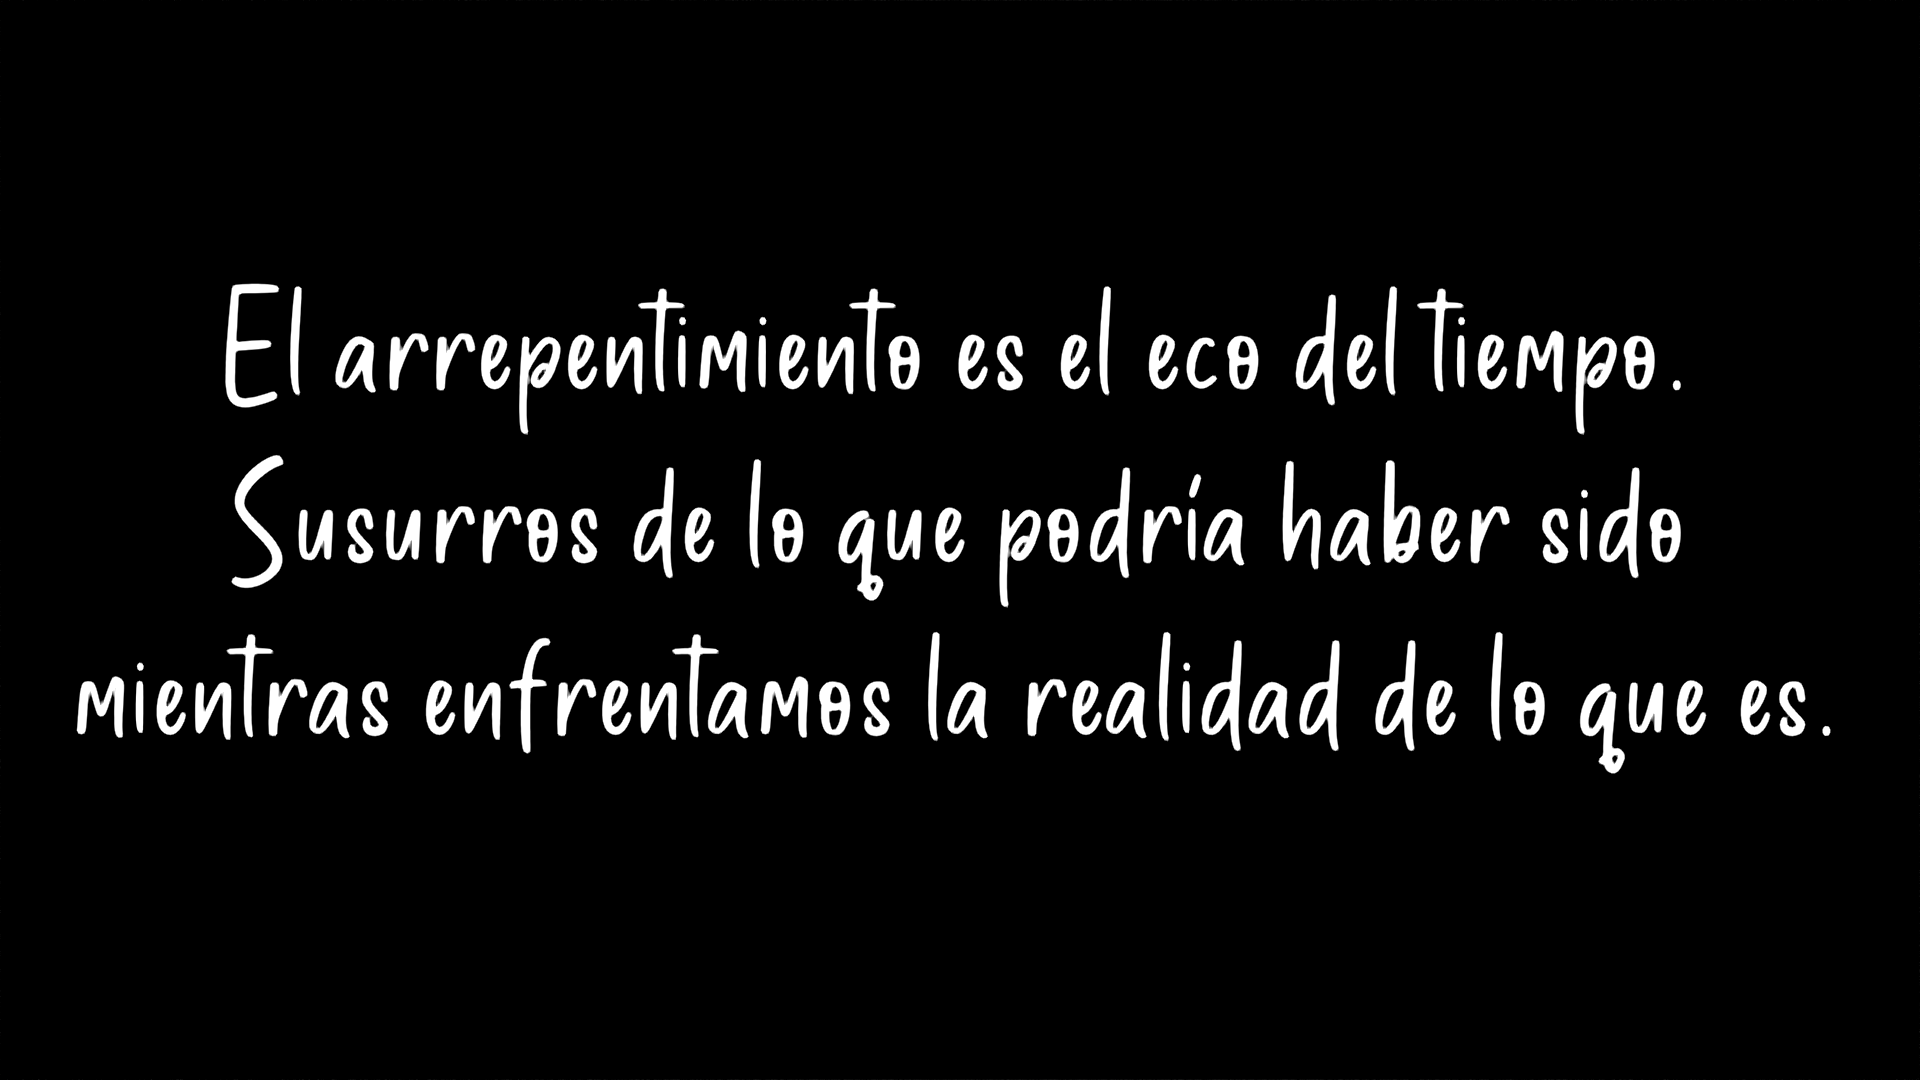 El arrepentimiento es el eco del tiempo.
Susurros de lo que podría haber sido
mientras enfrentamos la realidad de lo que es.